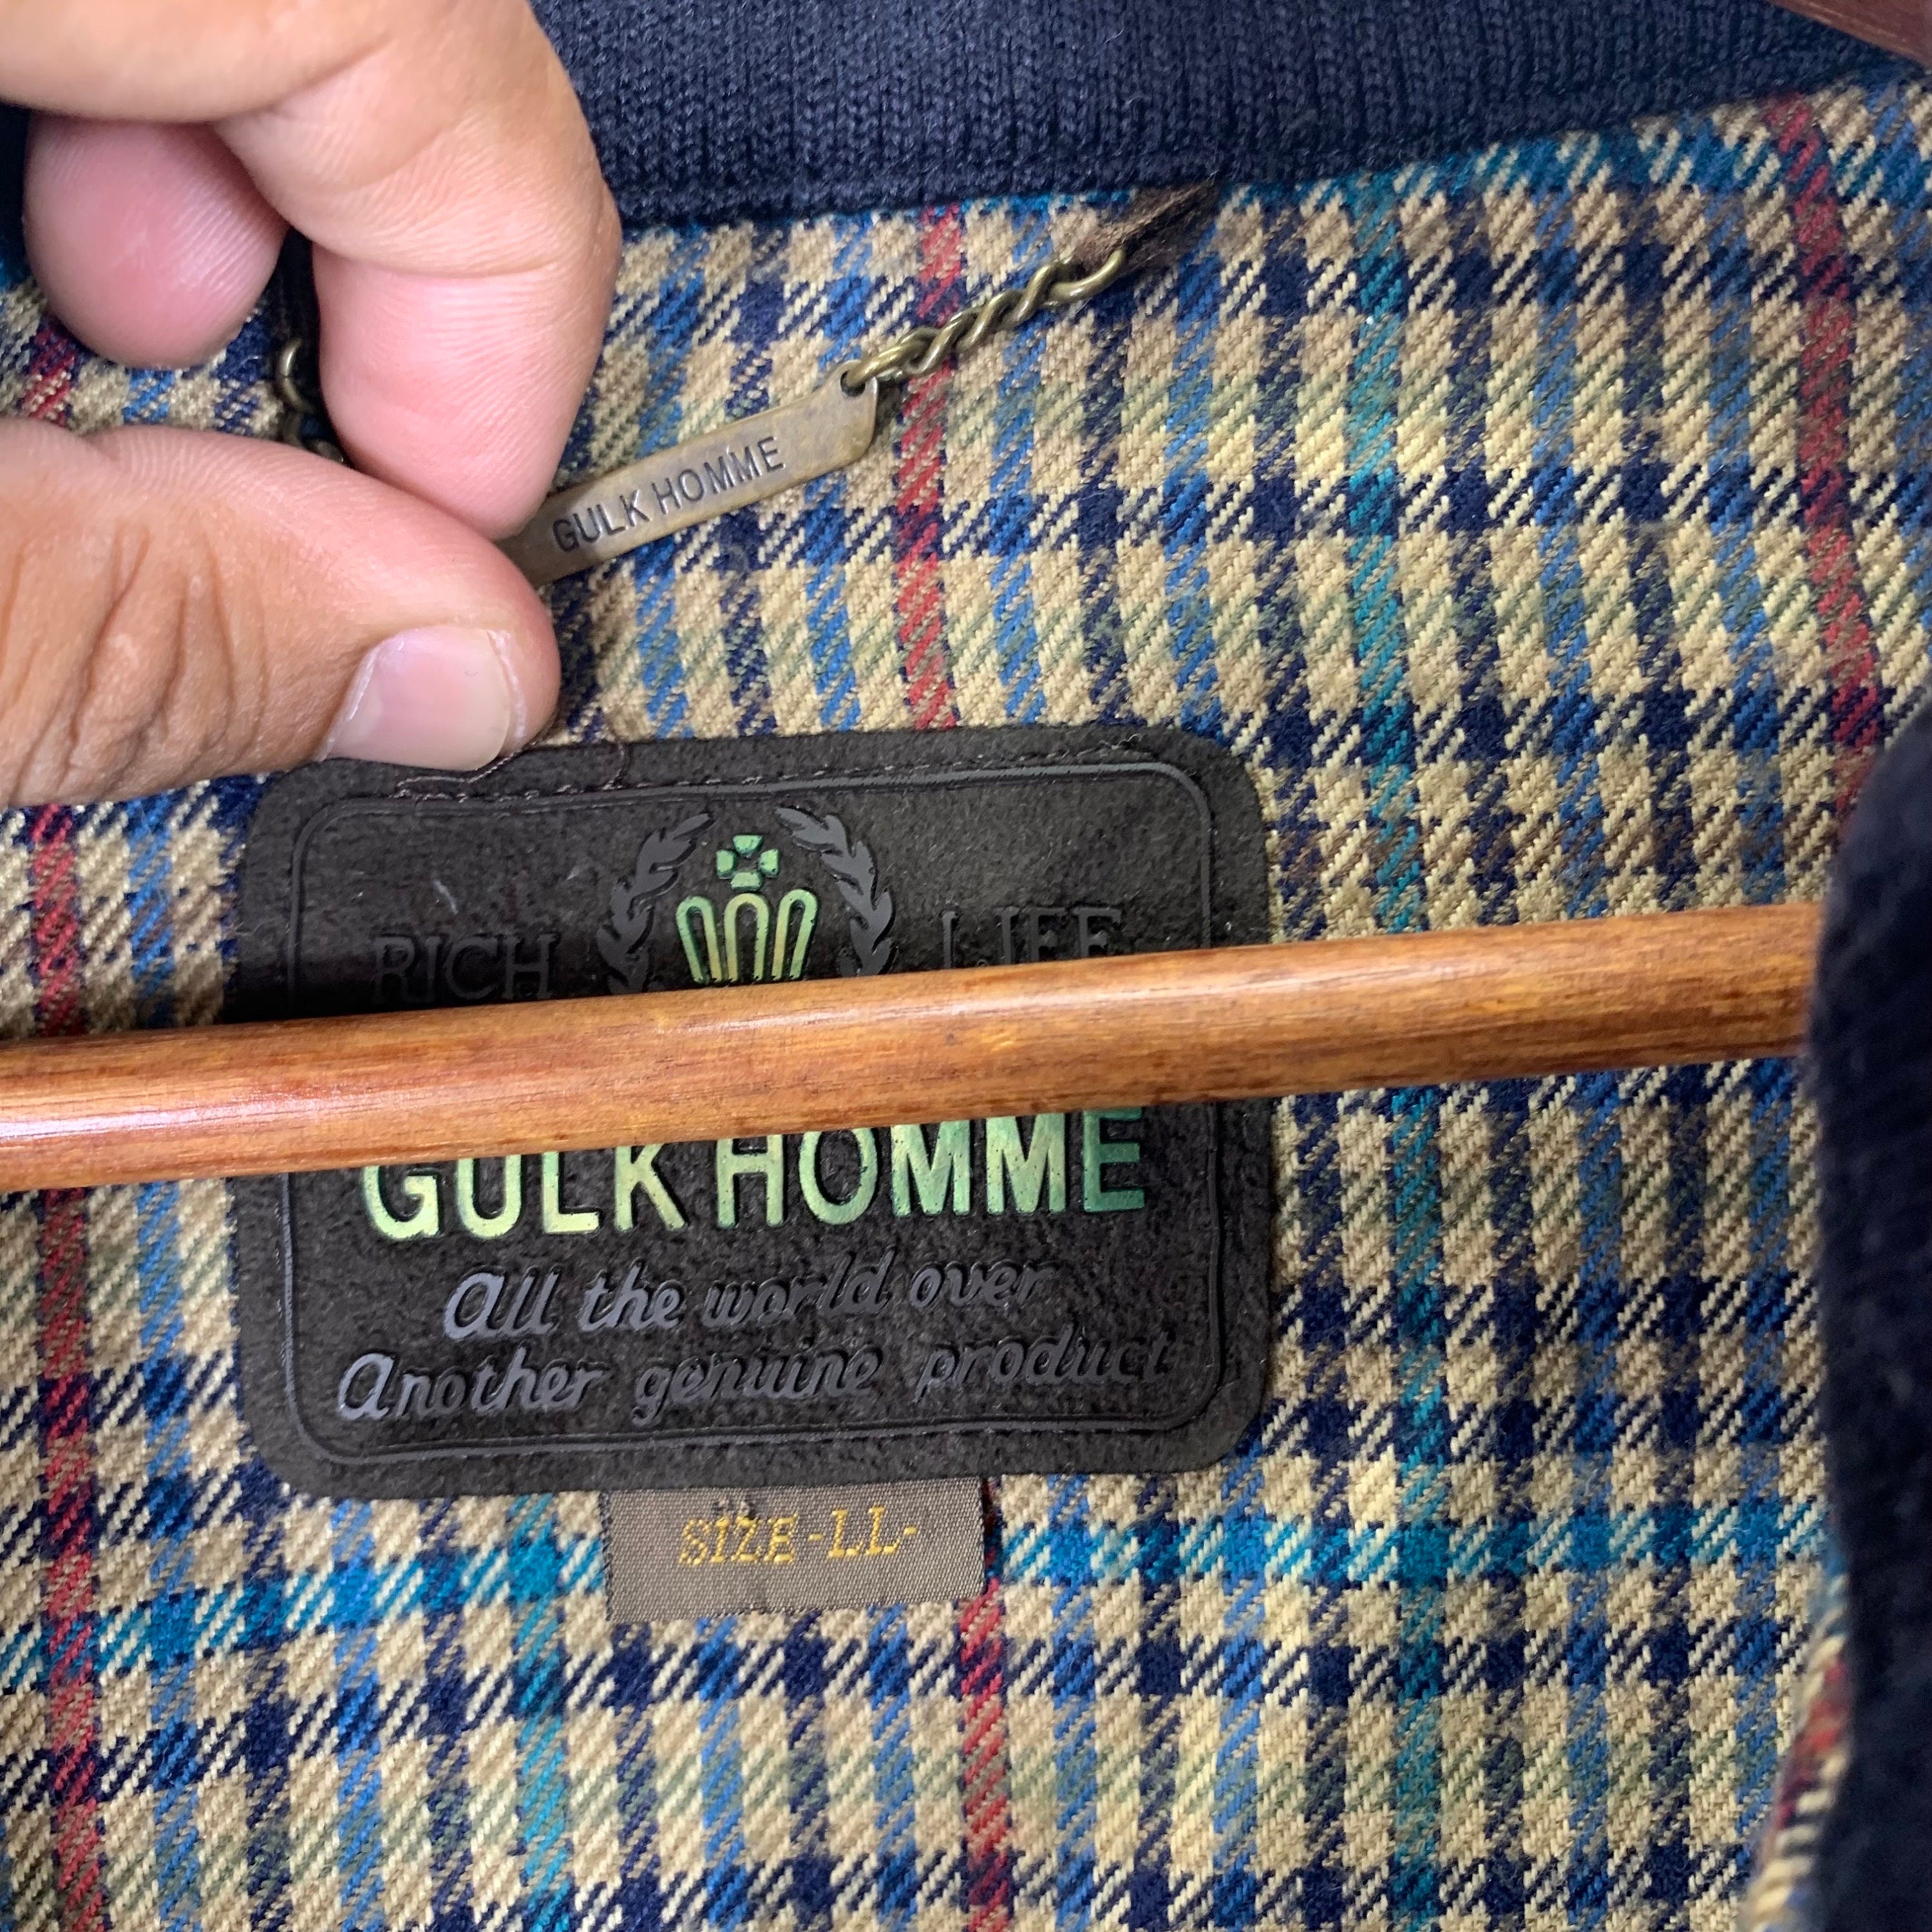 GULK HOMME
RICH LIFE
GULK HOMME
All the world over
Another genuine product
SIZE-LL-